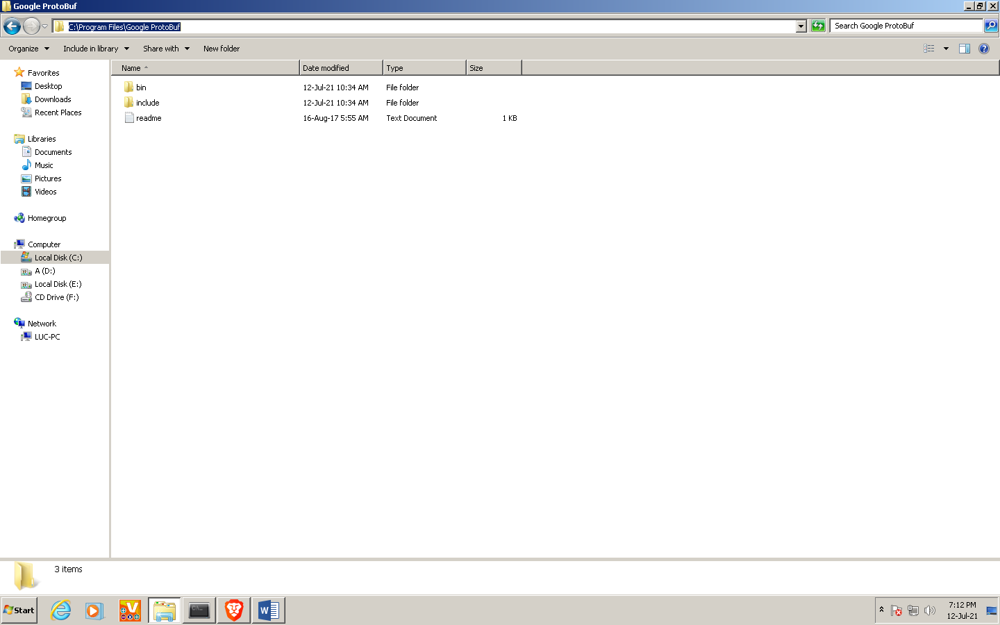 Google ProtoBuf
C:\Program Files\Google ProtoBuf
Search Google ProtoBuf
Organize Include in library Share with New folder
Name Date modified Type Size
bin 12-Jul-21 10:34 AM File folder
include 12-Jul-21 10:34 AM File folder
readme 16-Aug-17 5:55 AM Text Document 1 KB
Favorites
Desktop
Downloads
Recent Places
Libraries
Documents
Music
Pictures
Videos
Homegroup
Computer
Local Disk (C:)
A (D:)
Local Disk (E:)
CD Drive (F:)
Network
LUC-PC
3 items
Start
7:12 PM
12-Jul-21